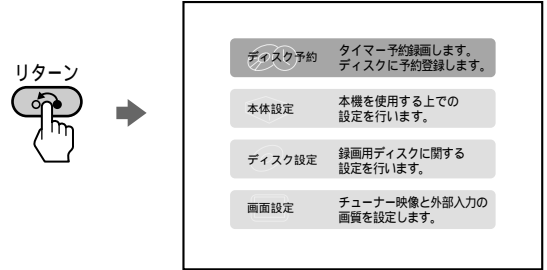 リターン
ディスク予約
タイマー予約録画します。
ディスクに予約登録します。
本体設定
本機を使用する上での
設定を行います。
ディスク設定
録画用ディスクに関する
設定を行います。
画面設定
チューナー映像と外部入力の
画質を設定します。